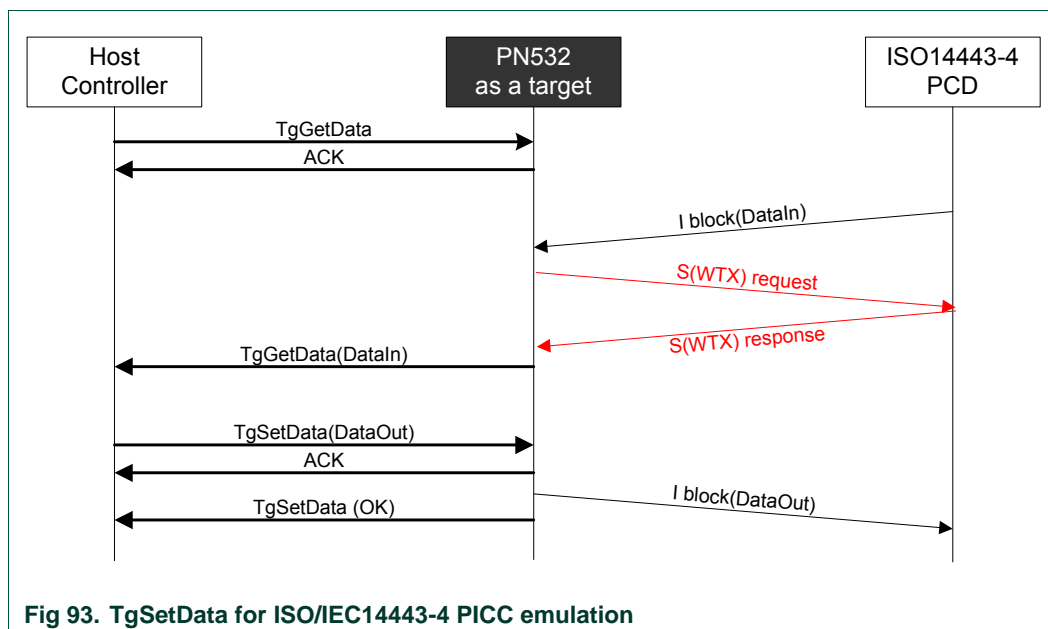 Host
Controller
PN532
as a target
ISO14443-4
PCD
TgGetData
ACK
I block(DataIn)
S(WTX) request
S(WTX) response
TgGetData(DataIn)
TgSetData(DataOut)
ACK
I block(DataOut)
TgSetData (OK)
Fig 93. TgSetData for ISO/IEC14443-4 PICC emulation